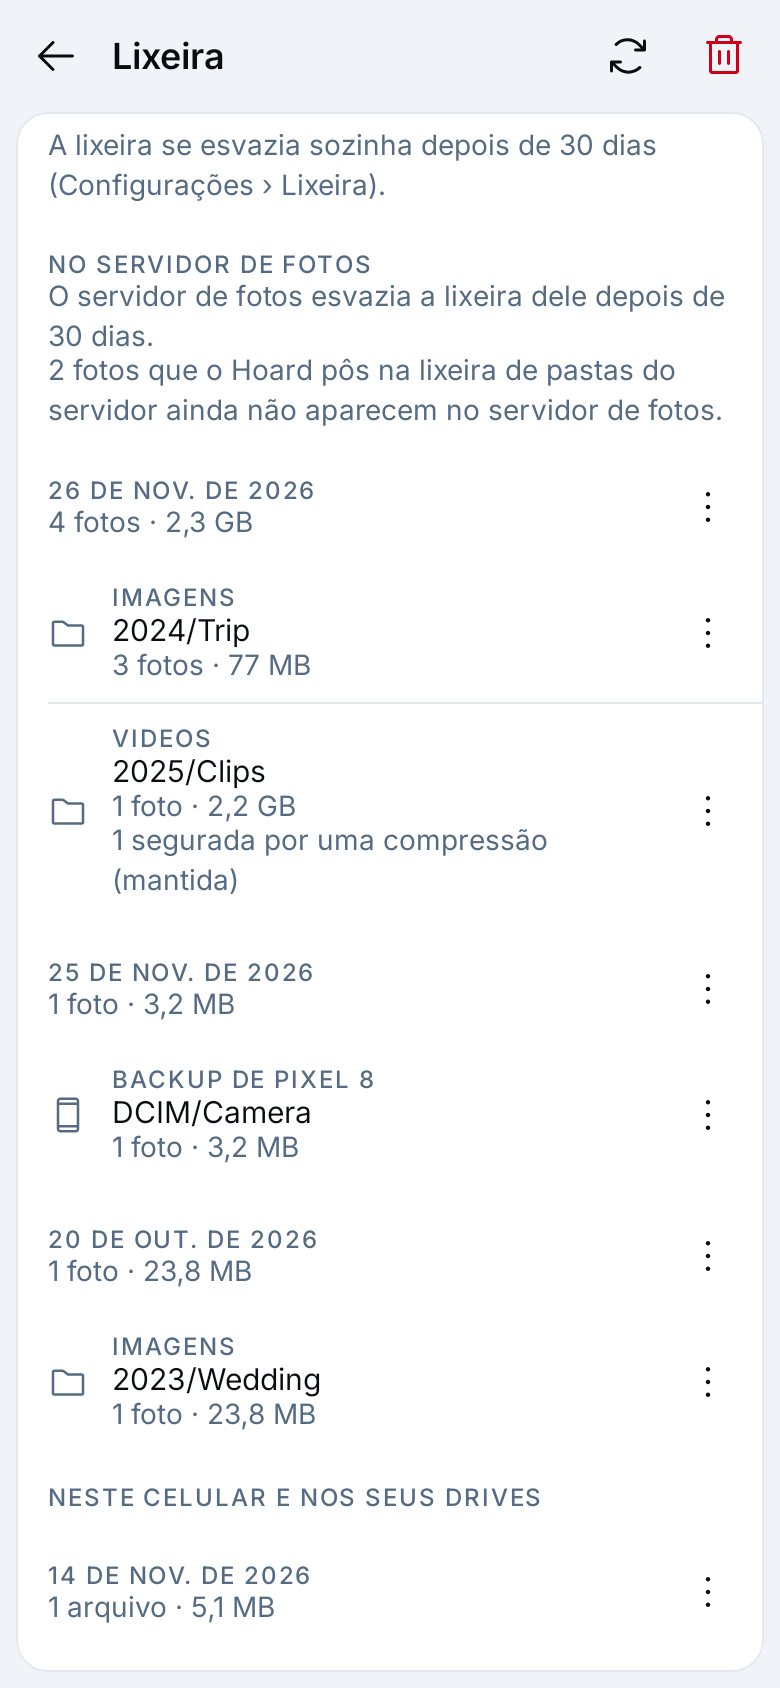 Lixeira
A lixeira se esvazia sozinha depois de 30 dias
(Configurações › Lixeira).
NO SERVIDOR DE FOTOS
O servidor de fotos esvazia a lixeira dele depois de
30 dias.
2 fotos que o Hoard pôs na lixeira de pastas do
servidor ainda não aparecem no servidor de fotos.
26 DE NOV. DE 2026
4 fotos · 2,3 GB
IMAGENS
2024/Trip
3 fotos · 77 MB
VIDEOS
2025/Clips
1 foto · 2,2 GB
1 segurada por uma compressão
(mantida)
25 DE NOV. DE 2026
1 foto · 3,2 MB
BACKUP DE PIXEL 8
DCIM/Camera
1 foto · 3,2 MB
20 DE OUT. DE 2026
1 foto · 23,8 MB
IMAGENS
2023/Wedding
1 foto · 23,8 MB
NESTE CELULAR E NOS SEUS DRIVES
14 DE NOV. DE 2026
1 arquivo · 5,1 MB